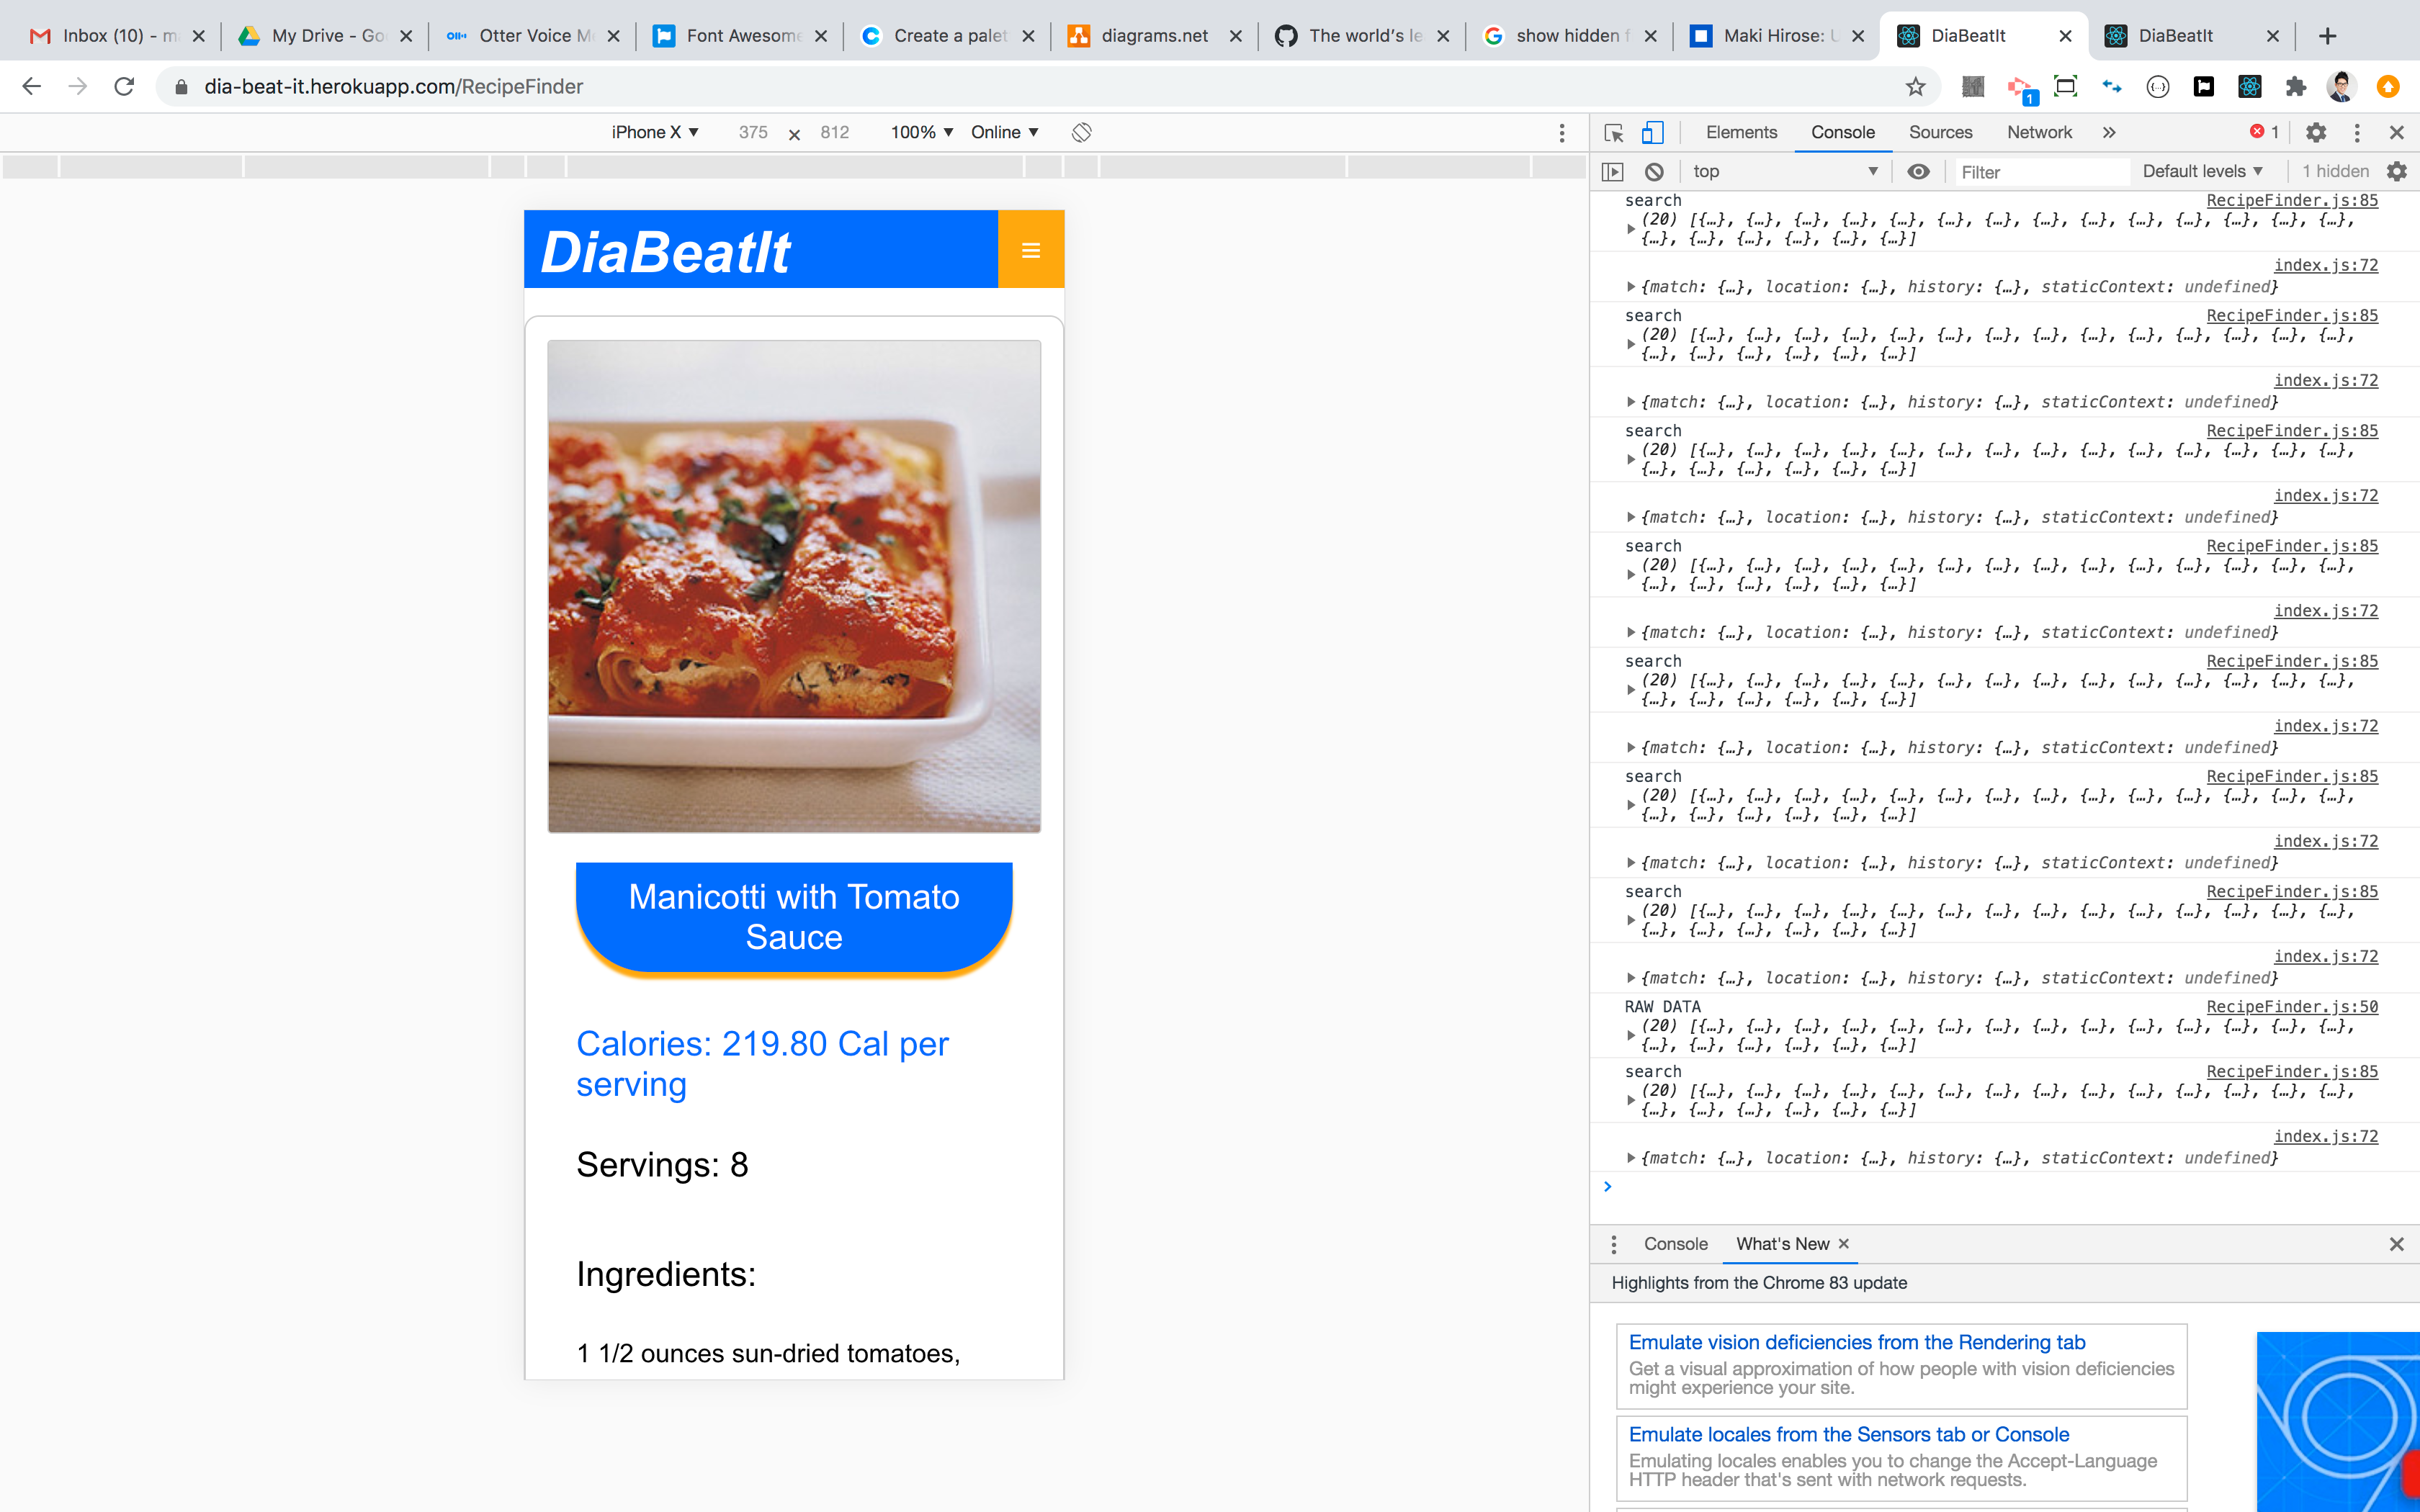 Inbox (10) - m
My Drive - Go
Otter Voice M
Font Awesome
Create a palet
diagrams.net
The world's le
show hidden f
Maki Hirose: U
DiaBeatIt
DiaBeatIt
dia-beat-it.herokuapp.com/RecipeFinder
1
iPhone X ▼ 375 × 812 100% ▼ Online ▼
DiaBeatIt
Manicotti with Tomato
Sauce
Calories: 219.80 Cal per
serving
Servings: 8
Ingredients:
1 1/2 ounces sun-dried tomatoes,
Elements Console Sources Network » 1
top ▼ Filter Default levels ▼ 1 hidden
search RecipeFinder.js:85
(20) [{…}, {…}, {…}, {…}, {…}, {…}, {…}, {…}, {…}, {…}, {…}, {…}, {…}, {…},
{…}, {…}, {…}, {…}, {…}, {…}]
index.js:72
{match: {…}, location: {…}, history: {…}, staticContext: undefined}
search RecipeFinder.js:85
(20) [{…}, {…}, {…}, {…}, {…}, {…}, {…}, {…}, {…}, {…}, {…}, {…}, {…}, {…},
{…}, {…}, {…}, {…}, {…}, {…}]
index.js:72
{match: {…}, location: {…}, history: {…}, staticContext: undefined}
search RecipeFinder.js:85
(20) [{…}, {…}, {…}, {…}, {…}, {…}, {…}, {…}, {…}, {…}, {…}, {…}, {…}, {…},
{…}, {…}, {…}, {…}, {…}, {…}]
index.js:72
{match: {…}, location: {…}, history: {…}, staticContext: undefined}
search RecipeFinder.js:85
(20) [{…}, {…}, {…}, {…}, {…}, {…}, {…}, {…}, {…}, {…}, {…}, {…}, {…}, {…},
{…}, {…}, {…}, {…}, {…}, {…}]
index.js:72
{match: {…}, location: {…}, history: {…}, staticContext: undefined}
search RecipeFinder.js:85
(20) [{…}, {…}, {…}, {…}, {…}, {…}, {…}, {…}, {…}, {…}, {…}, {…}, {…}, {…},
{…}, {…}, {…}, {…}, {…}, {…}]
index.js:72
{match: {…}, location: {…}, history: {…}, staticContext: undefined}
search RecipeFinder.js:85
(20) [{…}, {…}, {…}, {…}, {…}, {…}, {…}, {…}, {…}, {…}, {…}, {…}, {…}, {…},
{…}, {…}, {…}, {…}, {…}, {…}]
index.js:72
{match: {…}, location: {…}, history: {…}, staticContext: undefined}
search RecipeFinder.js:85
(20) [{…}, {…}, {…}, {…}, {…}, {…}, {…}, {…}, {…}, {…}, {…}, {…}, {…}, {…},
{…}, {…}, {…}, {…}, {…}, {…}]
index.js:72
{match: {…}, location: {…}, history: {…}, staticContext: undefined}
RAW DATA RecipeFinder.js:50
(20) [{…}, {…}, {…}, {…}, {…}, {…}, {…}, {…}, {…}, {…}, {…}, {…}, {…}, {…},
{…}, {…}, {…}, {…}, {…}, {…}]
search RecipeFinder.js:85
(20) [{…}, {…}, {…}, {…}, {…}, {…}, {…}, {…}, {…}, {…}, {…}, {…}, {…}, {…},
{…}, {…}, {…}, {…}, {…}, {…}]
index.js:72
{match: {…}, location: {…}, history: {…}, staticContext: undefined}
Console What's New ×
Highlights from the Chrome 83 update
Emulate vision deficiencies from the Rendering tab
Get a visual approximation of how people with vision deficiencies
might experience your site.
Emulate locales from the Sensors tab or Console
Emulating locales enables you to change the Accept-Language
HTTP header that's sent with network requests.